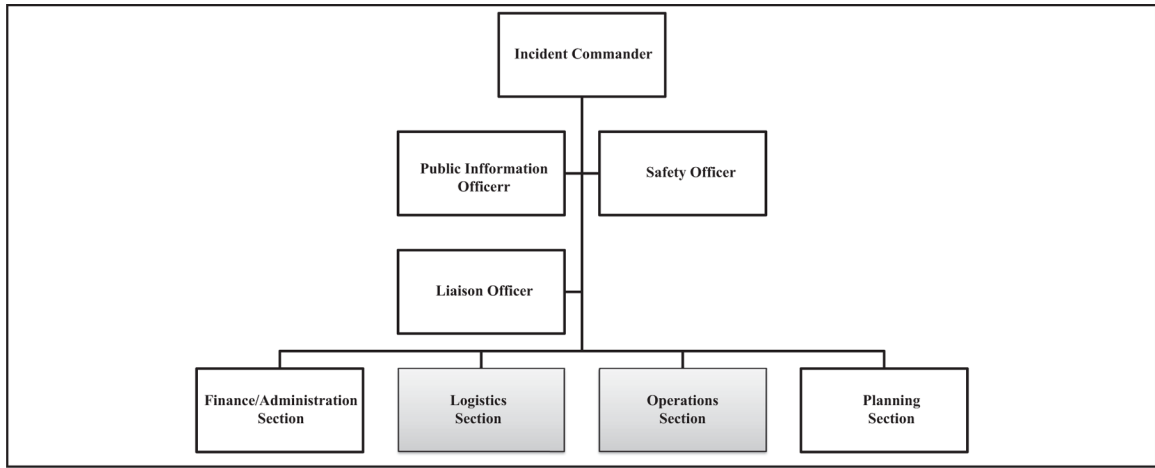 Incident Commander
Public Infformation
Officerr
Safety Officer
Liaison Officer
Finance/Administration
Section
Logistics
Section
Operations
Section
Planning
Section